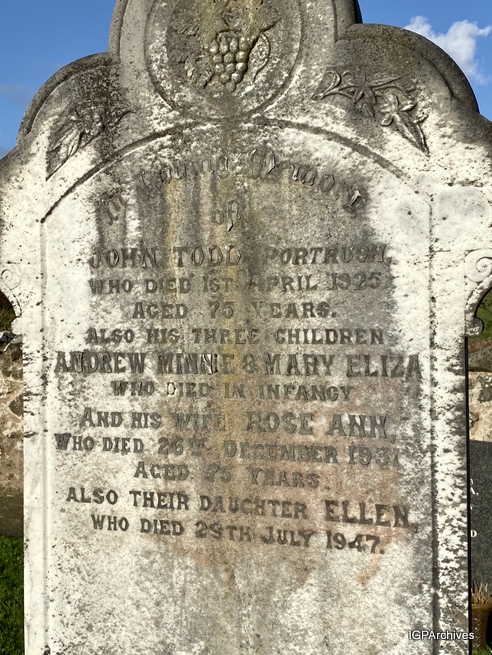 In Loving Memory
of
JOHN TODD, PORTRUSH,
WHO DIED 1ST APRIL 1925
AGED 75 YEARS.
ALSO HIS THREE CHILDREN
ANDREW MINNIE & MARY ELIZA
WHO DIED IN INFANCY
AND HIS WIFE ROSE ANN,
WHO DIED 26TH DECEMBER 1931
AGED 75 YEARS.
ALSO THEIR DAUGHTER ELLEN,
WHO DIED 29TH JULY 1947.
IGPArchives